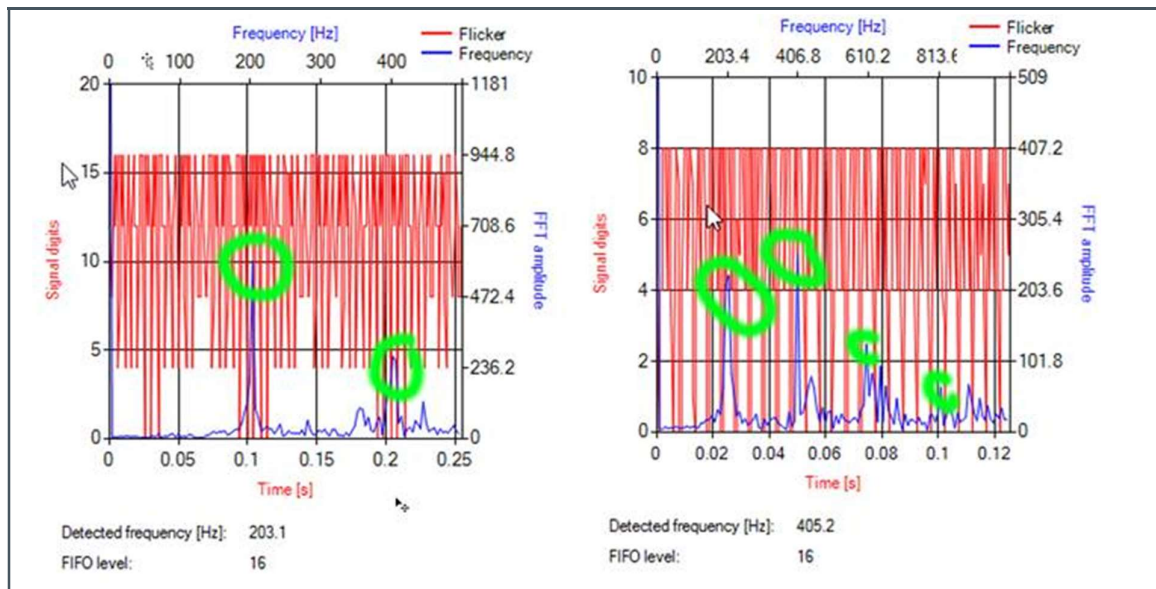 Frequency [Hz]
Flicker
Frequency
0 100 200 300 400
20 1181
15 944.8
10 708.6
5 472.4
0 236.2
0
Signal digits
FFT amplitude
0 0.05 0.1 0.15 0.2 0.25
Time [s]
Detected frequency [Hz]: 203.1
FIFO level: 16
Frequency [Hz]
Flicker
Frequency
0 203.4 406.8 610.2 813.6
10 509
8 407.2
6 305.4
4 203.6
2 101.8
0 0
Signal digits
FFT amplitude
0 0.02 0.04 0.06 0.08 0.1 0.12
Time [s]
Detected frequency [Hz]: 405.2
FIFO level: 16